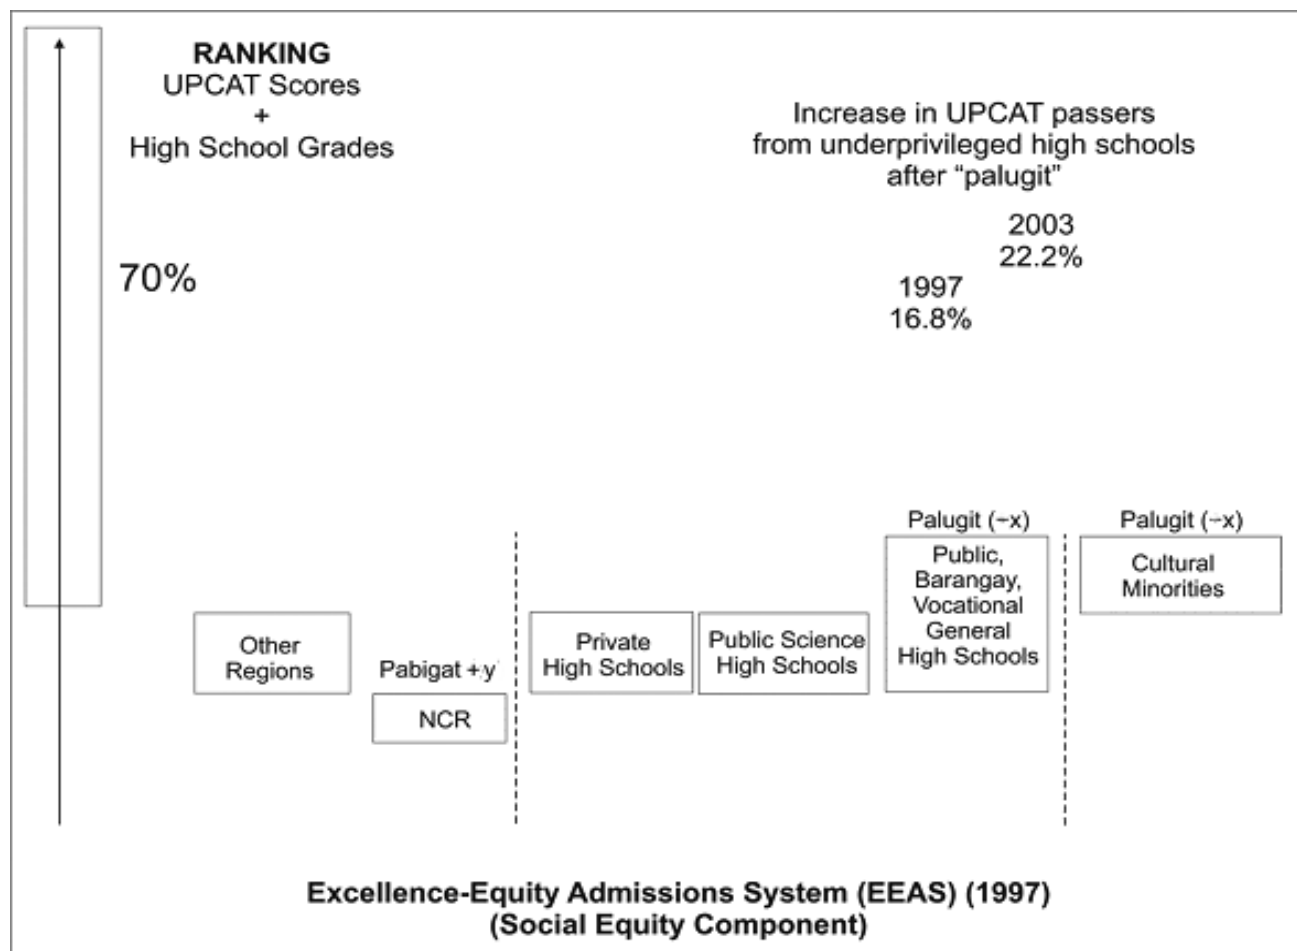 RANKING
UPCAT Scores
+
High School Grades
70%
Increase in UPCAT passers
from underprivileged high schools
after “palugit”
2003
22.2%
1997
16.8%
Other
Regions
Pabigat +y
NCR
Private
High Schools
Public Science
High Schools
Palugit (−x)
Public,
Barangay,
Vocational
General
High Schools
Palugit (−x)
Cultural
Minorities
Excellence-Equity Admissions System (EEAS) (1997)
(Social Equity Component)